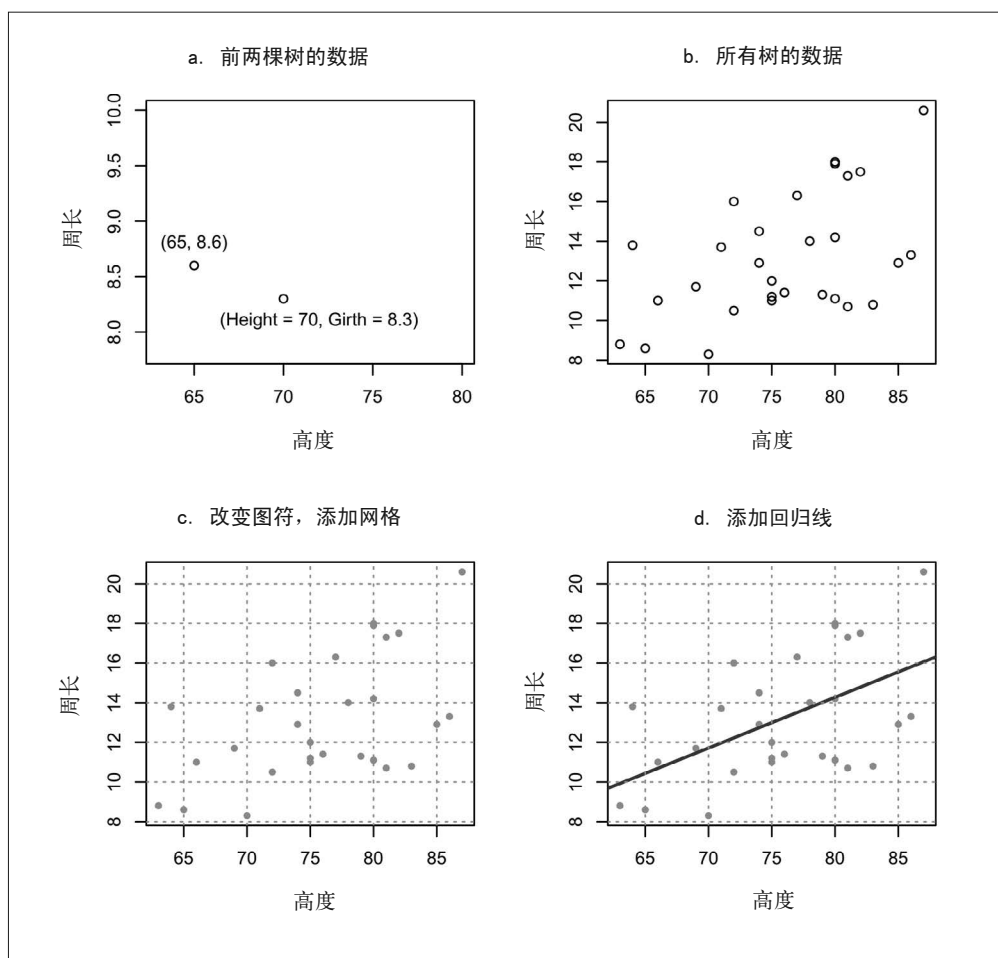 a. 前两棵树的数据
周长
10.0
9.5
9.0
8.5
8.0
(65, 8.6)
(Height = 70, Girth = 8.3)
65 70 75 80
高度
b. 所有树的数据
周长
20
18
16
14
12
10
8
65 70 75 80 85
高度
c. 改变图符，添加网格
周长
20
18
16
14
12
10
8
65 70 75 80 85
高度
d. 添加回归线
周长
20
18
16
14
12
10
8
65 70 75 80 85
高度